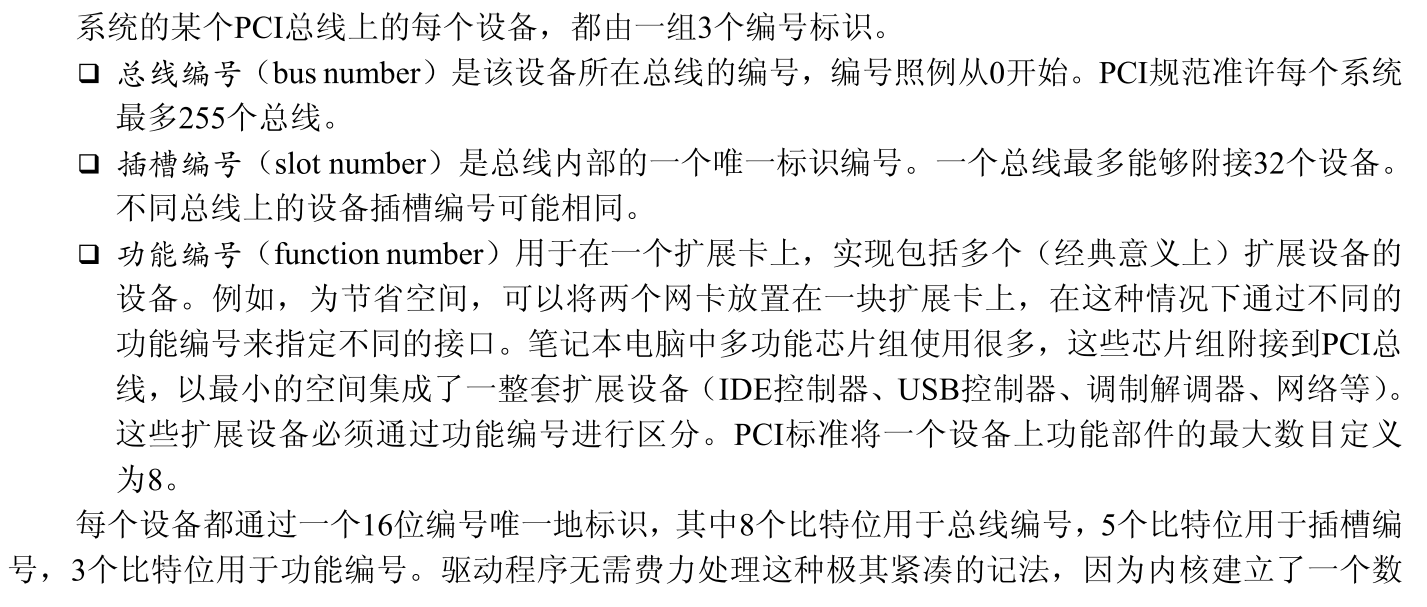 系统的某个PCI总线上的每个设备，都由一组3个编号标识。
❑ 总线编号（bus number）是该设备所在总线的编号，编号照例从0开始。PCI规范准许每个系统
最多255个总线。
❑ 插槽编号（slot number）是总线内部的一个唯一标识编号。一个总线最多能够附接32个设备。
不同总线上的设备插槽编号可能相同。
❑ 功能编号（function number）用于在一个扩展卡上，实现包括多个（经典意义上）扩展设备的
设备。例如，为节省空间，可以将两个网卡放置在一块扩展卡上，在这种情况下通过不同的
功能编号来指定不同的接口。笔记本电脑中多功能芯片组使用很多，这些芯片组附接到PCI总
线，以最小的空间集成了一整套扩展设备（IDE控制器、USB控制器、调制解调器、网络等）。
这些扩展设备必须通过功能编号进行区分。PCI标准将一个设备上功能部件的最大数目定义
为8。
每个设备都通过一个16位编号唯一地标识，其中8个比特位用于总线编号，5个比特位用于插槽编
号，3个比特位用于功能编号。驱动程序无需费力处理这种极其紧凑的记法，因为内核建立了一个数